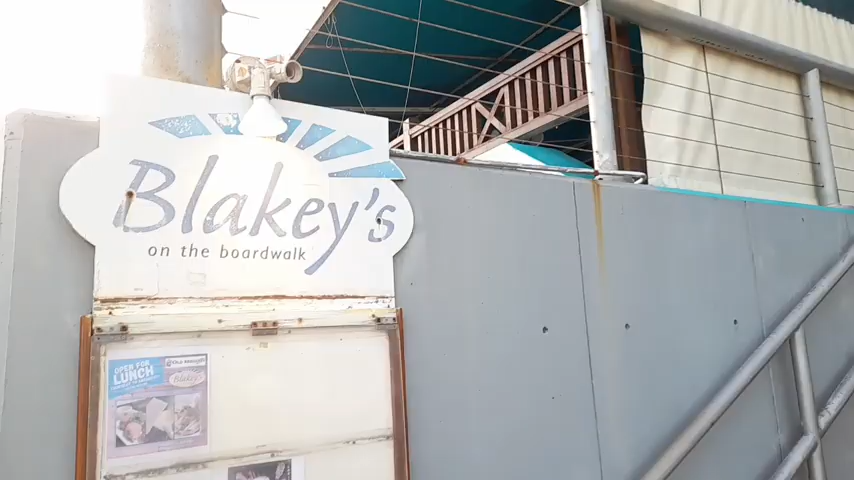 Blakey's
on the boardwalk
OPEN FOR
LUNCH
Blakey's